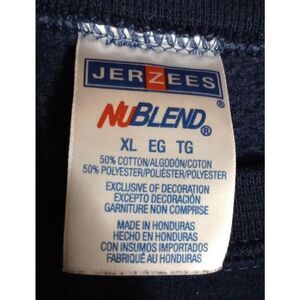 JERZEES®
NUBLEND®
XL EG TG
50% COTTON/ALGODÓN/COTON
50% POLYESTER/POLIÉSTER/POLYESTER
EXCLUSIVE OF DECORATION
EXCEPTO DECORACIÓN
GARNITURE NON COMPRISE
MADE IN HONDURAS
HECHO EN HONDURAS
CON INSUMOS IMPORTADOS
FABRIQUÉ AU HONDURAS